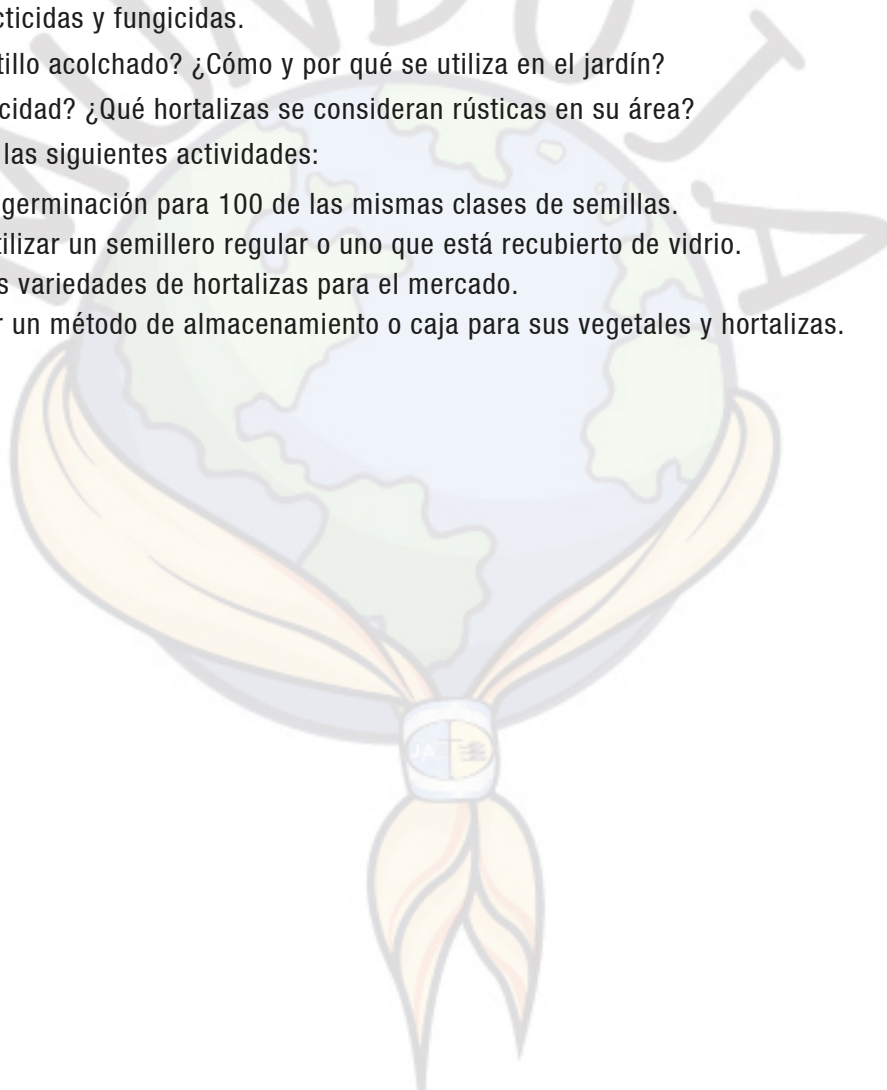 cticidas y fungicidas.
tillo acolchado? ¿Cómo y por qué se utiliza en el jardín?
cidad? ¿Qué hortalizas se consideran rústicas en su área?
las siguientes actividades:
germinación para 100 de las mismas clases de semillas.
tilizar un semillero regular o uno que está recubierto de vidrio.
s variedades de hortalizas para el mercado.
r un método de almacenamiento o caja para sus vegetales y hortalizas.
MUNDO JA
JA